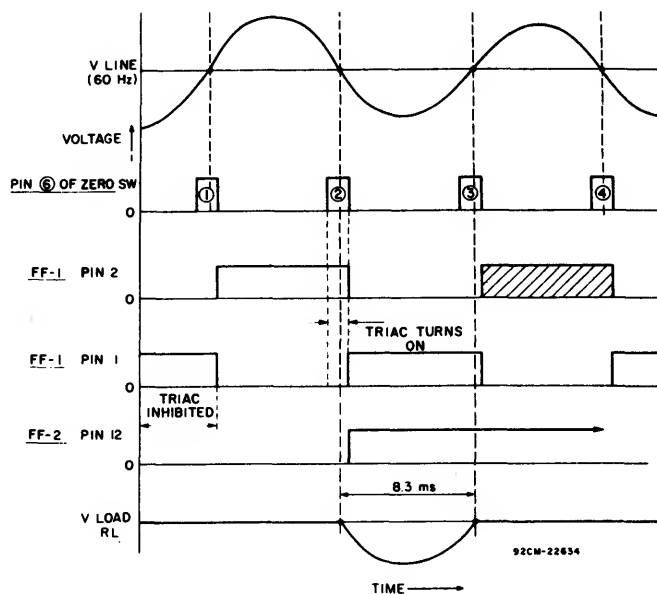 V LINE
(60 Hz)
VOLTAGE
PIN ⑥ OF ZERO SW
① ② ③ ④
0
FF-1 PIN 2
0
TRIAC TURNS
ON
FF-1 PIN 1
0
TRIAC
INHIBITED
FF-2 PIN 12
0
8.3 ms
V LOAD
RL
92CM-22634
TIME